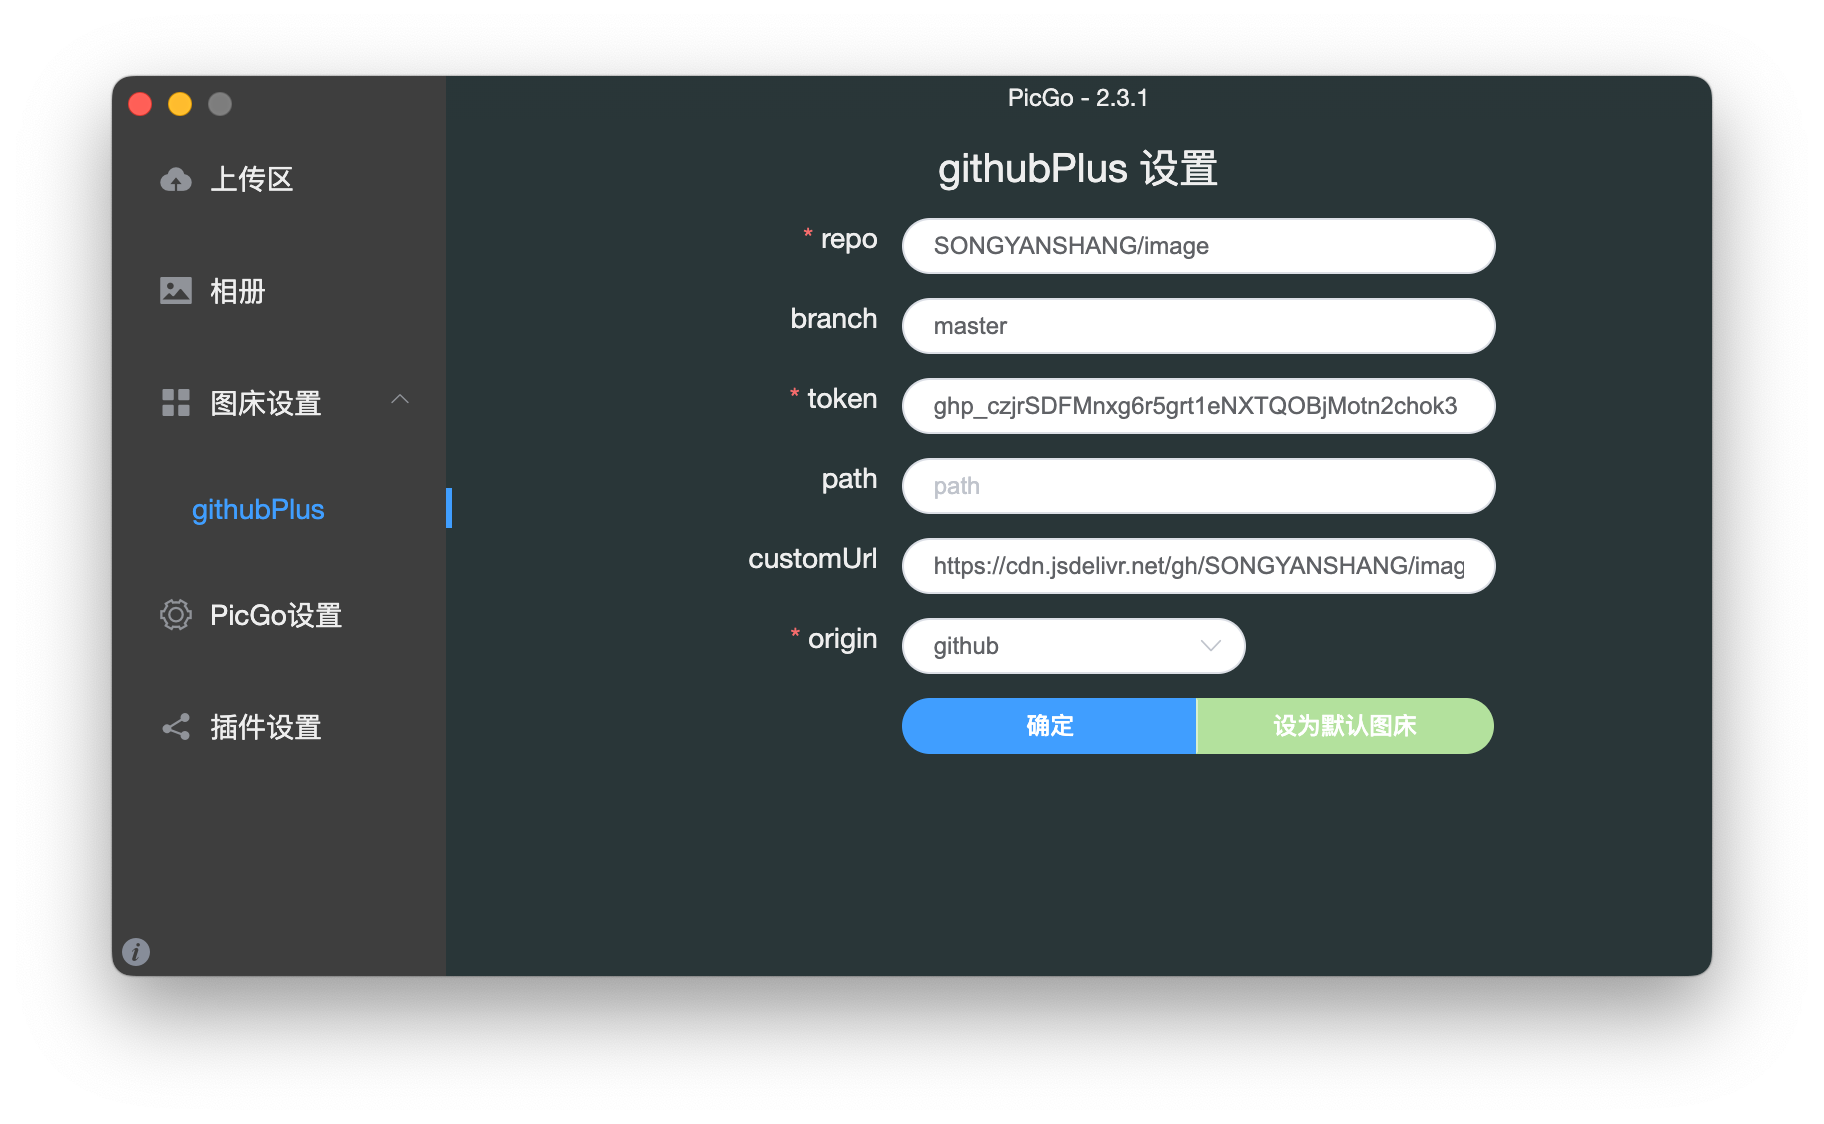 PicGo - 2.3.1
上传区
相册
图床设置
githubPlus
PicGo设置
插件设置
githubPlus 设置
* repo
SONGYANSHANG/image
branch
master
* token
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
path
path
customUrl
https://cdn.jsdelivr.net/gh/SONGYANSHANG/imag
* origin
github
确定
设为默认图床